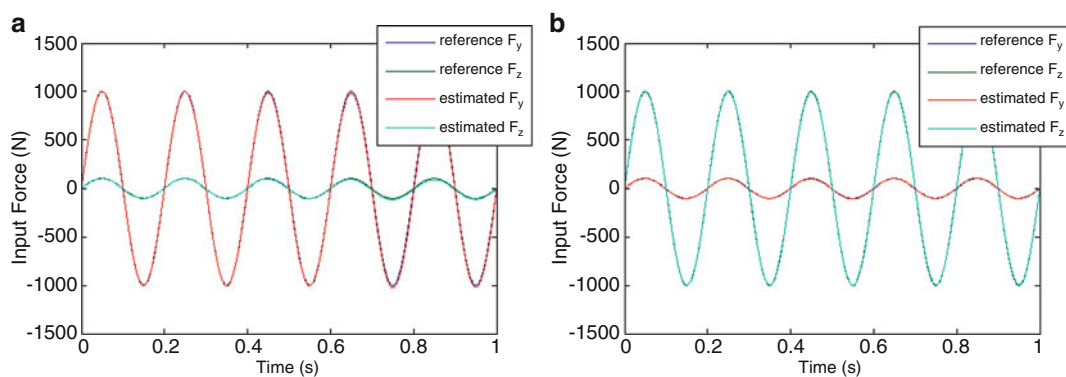 a
1500
1000
500
0
-500
-1000
-1500
Input Force (N)
0
0.2
0.4
0.6
0.8
1
Time (s)
reference Fy
reference Fz
estimated Fy
estimated Fz
b
1500
1000
500
0
-500
-1000
-1500
Input Force (N)
0
0.2
0.4
0.6
0.8
1
Time (s)
reference Fy
reference Fz
estimated Fy
estimated Fz